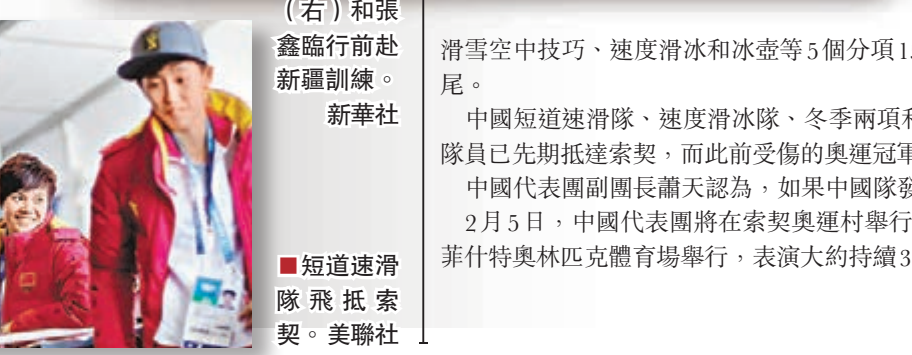 （右）和張
鑫臨行前赴
新疆訓練。
新華社
■短道速滑
隊飛抵索
契。美聯社
滑雪空中技巧、速度滑冰和冰壺等5個分項1
尾。
中國短道速滑隊、速度滑冰隊、冬季兩項和
隊員已先期抵達索契，而此前受傷的奧運冠軍
中國代表團副團長蕭天認為，如果中國隊發
2月5日，中國代表團將在索契奧運村舉行
菲什特奧林匹克體育場舉行，表演大約持續3